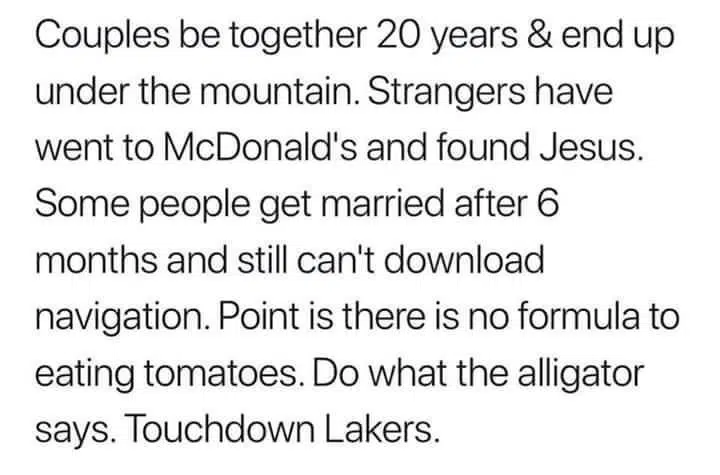 Couples be together 20 years & end up
under the mountain. Strangers have
went to McDonald's and found Jesus.
Some people get married after 6
months and still can't download
navigation. Point is there is no formula to
eating tomatoes. Do what the alligator
says. Touchdown Lakers.